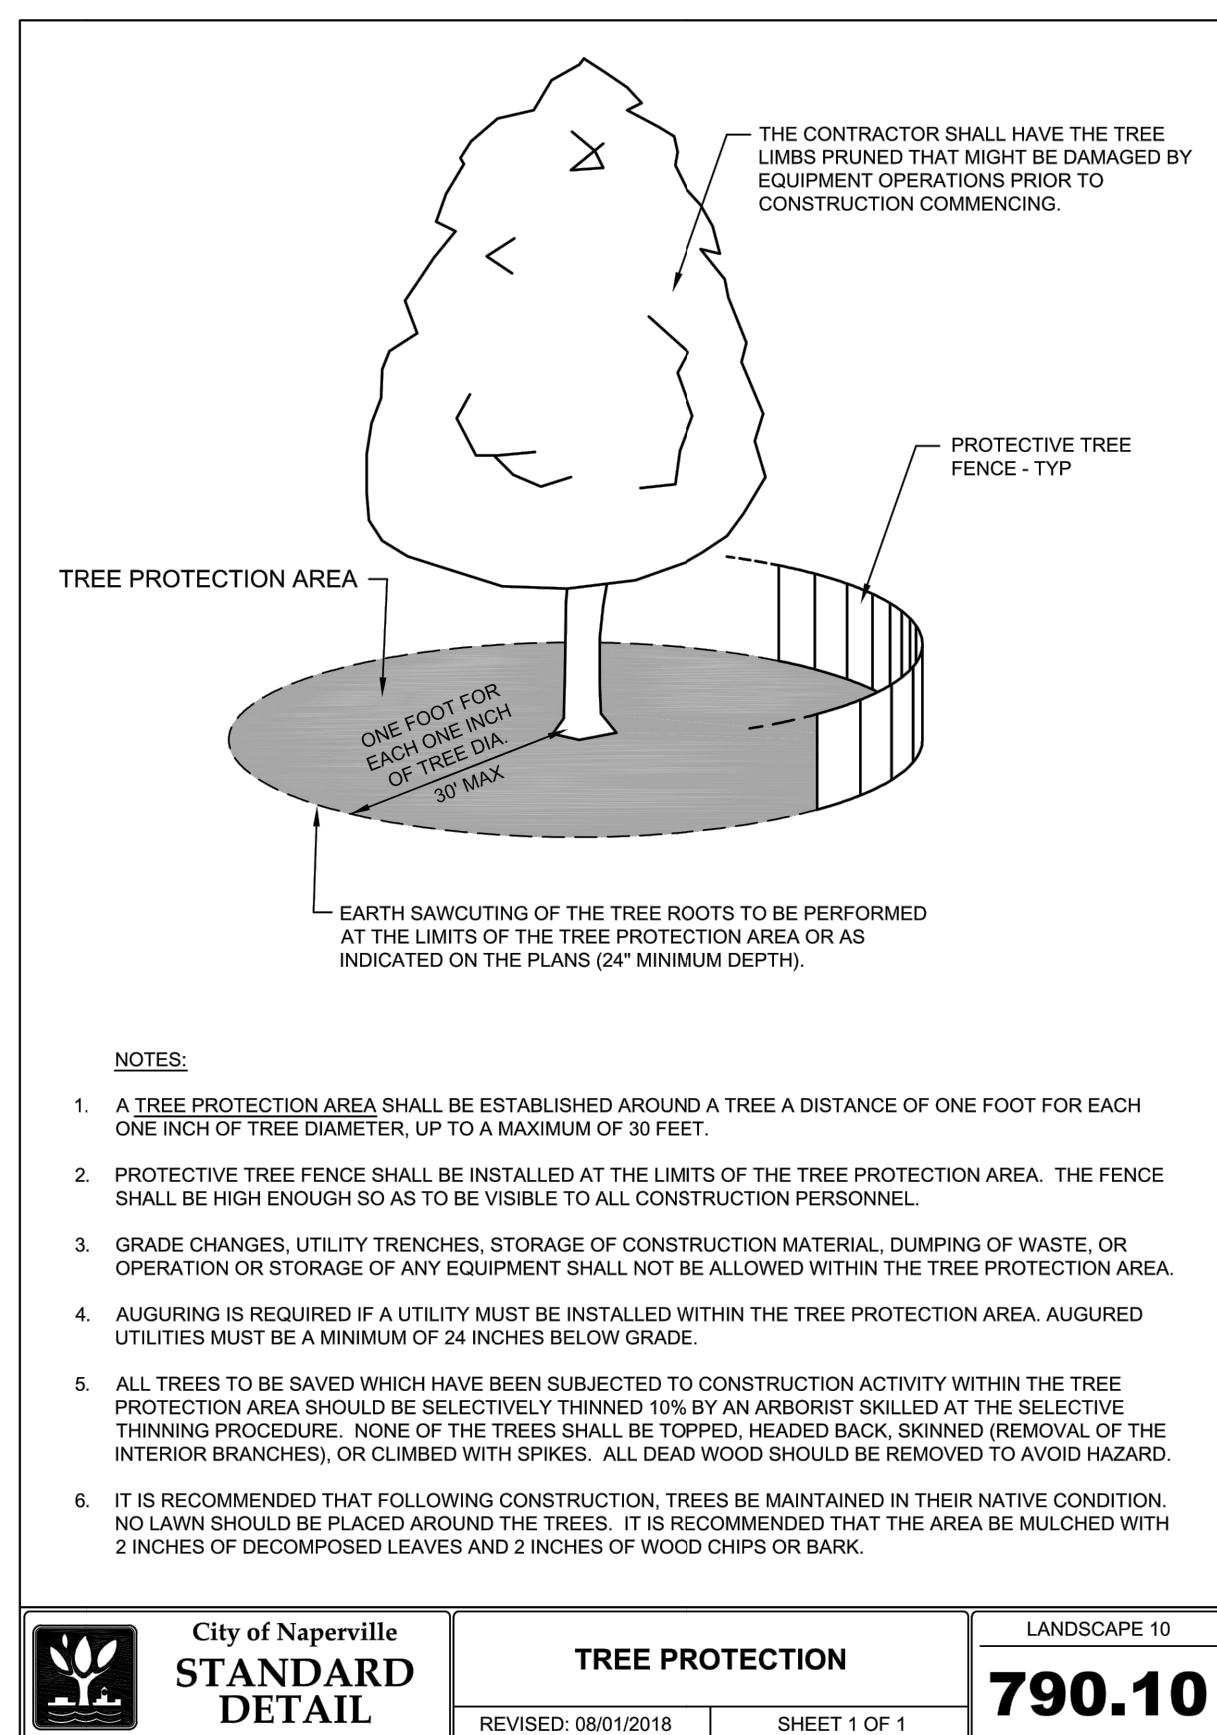 THE CONTRACTOR SHALL HAVE THE TREE
LIMBS PRUNED THAT MIGHT BE DAMAGED BY
EQUIPMENT OPERATIONS PRIOR TO
CONSTRUCTION COMMENCING.
PROTECTIVE TREE
FENCE - TYP
TREE PROTECTION AREA
ONE FOOT FOR
EACH ONE INCH
OF TREE DIA.
30' MAX
EARTH SAWCUTING OF THE TREE ROOTS TO BE PERFORMED
AT THE LIMITS OF THE TREE PROTECTION AREA OR AS
INDICATED ON THE PLANS (24" MINIMUM DEPTH).
NOTES:
1. A TREE PROTECTION AREA SHALL BE ESTABLISHED AROUND A TREE A DISTANCE OF ONE FOOT FOR EACH
ONE INCH OF TREE DIAMETER, UP TO A MAXIMUM OF 30 FEET.
2. PROTECTIVE TREE FENCE SHALL BE INSTALLED AT THE LIMITS OF THE TREE PROTECTION AREA. THE FENCE
SHALL BE HIGH ENOUGH SO AS TO BE VISIBLE TO ALL CONSTRUCTION PERSONNEL.
3. GRADE CHANGES, UTILITY TRENCHES, STORAGE OF CONSTRUCTION MATERIAL, DUMPING OF WASTE, OR
OPERATION OR STORAGE OF ANY EQUIPMENT SHALL NOT BE ALLOWED WITHIN THE TREE PROTECTION AREA.
4. AUGURING IS REQUIRED IF A UTILITY MUST BE INSTALLED WITHIN THE TREE PROTECTION AREA. AUGURED
UTILITIES MUST BE A MINIMUM OF 24 INCHES BELOW GRADE.
5. ALL TREES TO BE SAVED WHICH HAVE BEEN SUBJECTED TO CONSTRUCTION ACTIVITY WITHIN THE TREE
PROTECTION AREA SHOULD BE SELECTIVELY THINNED 10% BY AN ARBORIST SKILLED AT THE SELECTIVE
THINNING PROCEDURE. NONE OF THE TREES SHALL BE TOPPED, HEADED BACK, SKINNED (REMOVAL OF THE
INTERIOR BRANCHES), OR CLIMBED WITH SPIKES. ALL DEAD WOOD SHOULD BE REMOVED TO AVOID HAZARD.
6. IT IS RECOMMENDED THAT FOLLOWING CONSTRUCTION, TREES BE MAINTAINED IN THEIR NATIVE CONDITION.
NO LAWN SHOULD BE PLACED AROUND THE TREES. IT IS RECOMMENDED THAT THE AREA BE MULCHED WITH
2 INCHES OF DECOMPOSED LEAVES AND 2 INCHES OF WOOD CHIPS OR BARK.
City of Naperville
STANDARD
DETAIL
TREE PROTECTION
REVISED: 08/01/2018
SHEET 1 OF 1
LANDSCAPE 10
790.10